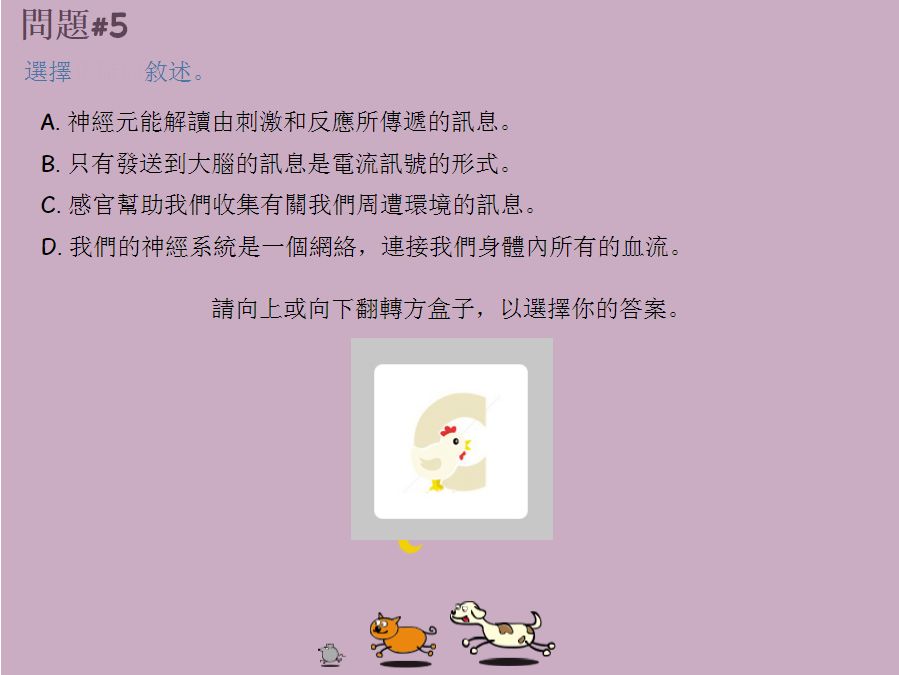 問題#5
選擇 敘述。
A. 神經元能解讀由刺激和反應所傳遞的訊息。
B. 只有發送到大腦的訊息是電流訊號的形式。
C. 感官幫助我們收集有關我們周遭環境的訊息。
D. 我們的神經系統是一個網絡，連接我們身體內所有的血流。
請向上或向下翻轉方盒子，以選擇你的答案。
C